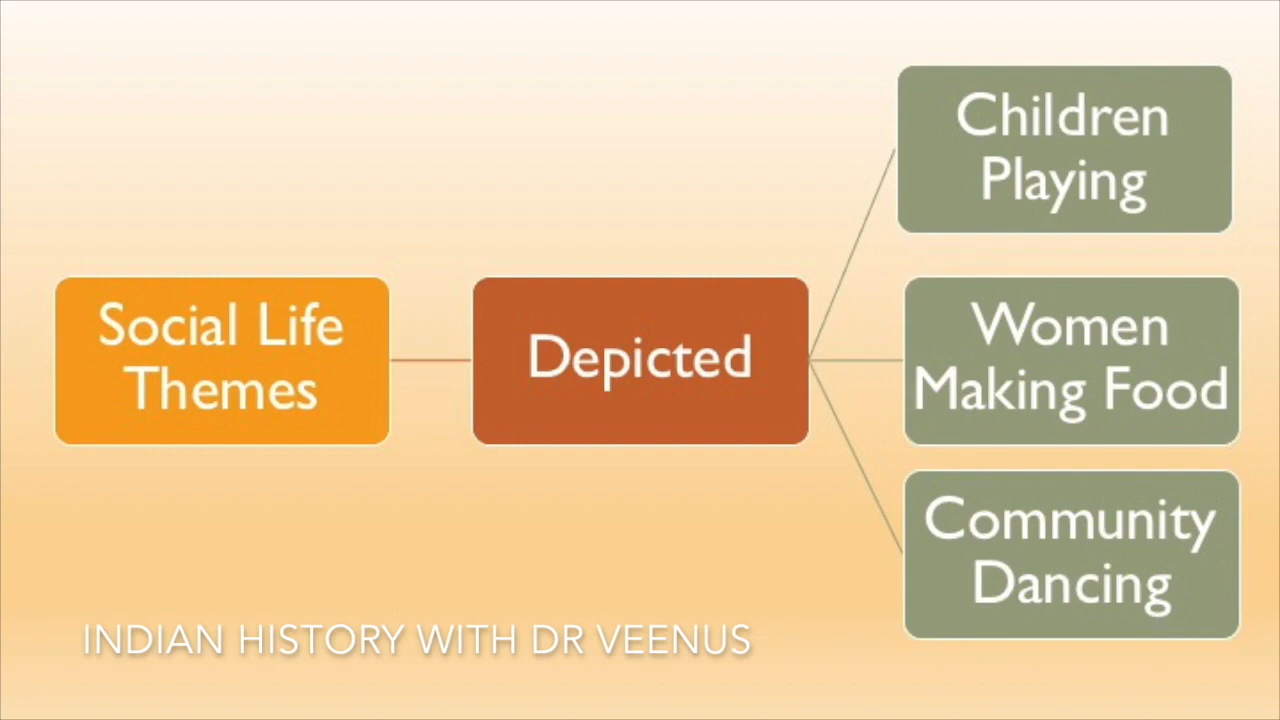 Social Life
Themes
Depicted
Children
Playing
Women
Making Food
Community
Dancing
INDIAN HISTORY WITH DR VEENUS